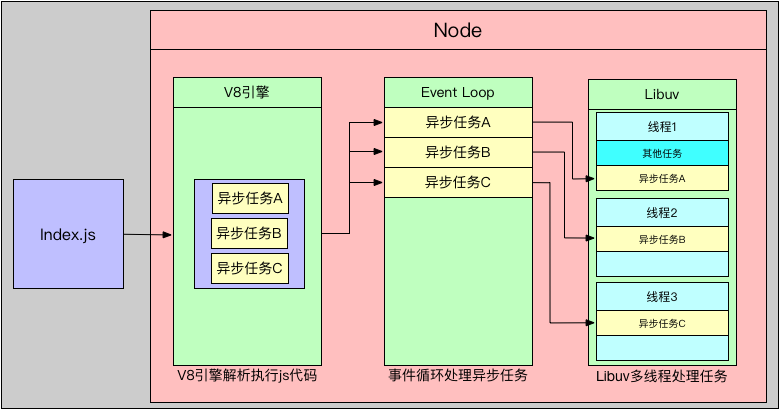 Node
Index.js
V8引擎
异步任务A
异步任务B
异步任务C
V8引擎解析执行js代码
Event Loop
异步任务A
异步任务B
异步任务C
事件循环处理异步任务
Libuv
线程1
其他任务
异步任务A
线程2
异步任务B
线程3
异步任务C
Libuv多线程处理任务